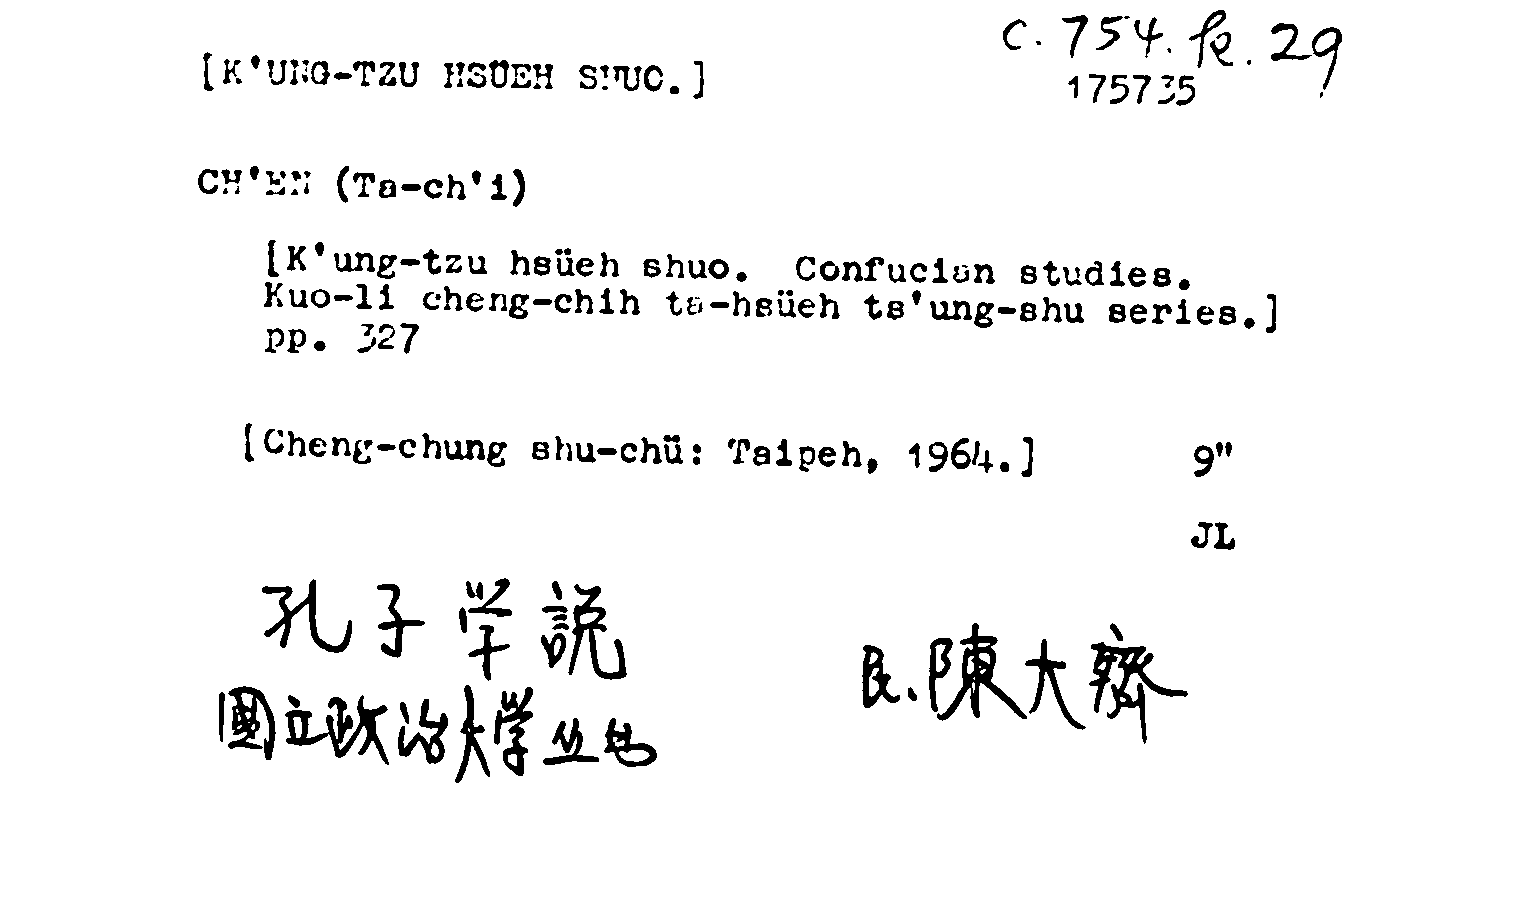 [K'UNG-TZU HSÜEH SHUO.]
C.754.k.29
175735
CH'EN (Ta-ch'i)
[K'ung-tzu hsüeh shuo. Confucian studies.
Kuo-li cheng-chih ta-hsüeh ts'ung-shu series.]
pp. 327
[Cheng-chung shu-chü: Taipeh, 1964.] 9"
JL
孔子学説
民.陳大齊
國立政治大学丛书